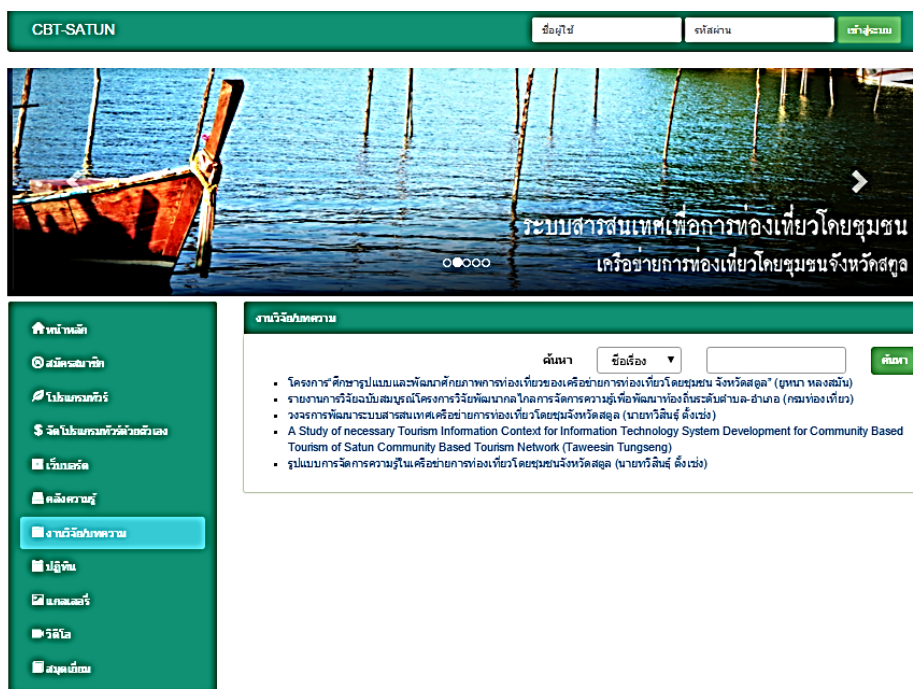 CBT-SATUN
ชื่อผู้ใช้
รหัสผ่าน
เข้าสู่ระบบ
ระบบสารสนเทศเพื่อการท่องเที่ยวโดยชุมชน
เครือข่ายการท่องเที่ยวโดยชุมชนจังหวัดสตูล
หน้าหลัก
สมัครสมาชิก
โปรแกรมทัวร์
จัดโปรแกรมทัวร์ด้วยตัวเอง
เว็บบอร์ด
คลังความรู้
งานวิจัย/บทความ
ปฏิทิน
แกลเลอรี่
วิดีโอ
สมุดเยี่ยม
งานวิจัย/บทความ
ค้นหา ชื่อเรื่อง ค้นหา
โครงการ"ศึกษารูปแบบและพัฒนาศักยภาพการท่องเที่ยวของเครือข่ายการท่องเที่ยวโดยชุมชน จังหวัดสตูล" (ยูหนา หลงสมัน)
รายงานการวิจัยฉบับสมบูรณ์โครงการวิจัยพัฒนากลไกลการจัดการความรู้เพื่อพัฒนาท้องถิ่นระดับตำบล-อำเภอ (กรมท่องเที่ยว)
วงจรการพัฒนาระบบสารสนเทศเครือข่ายการท่องเที่ยวโดยชุมชนจังหวัดสตูล (นายทวีสินธุ์ ตั้งเซ่ง)
A Study of necessary Tourism Information Context for Information Technology System Development for Community Based
Tourism of Satun Community Based Tourism Network (Taweesin Tungseng)
รูปแบบการจัดการความรู้ในเครือข่ายการท่องเที่ยวโดยชุมชนจังหวัดสตูล (นายทวีสินธุ์ ตั้งเซ่ง)